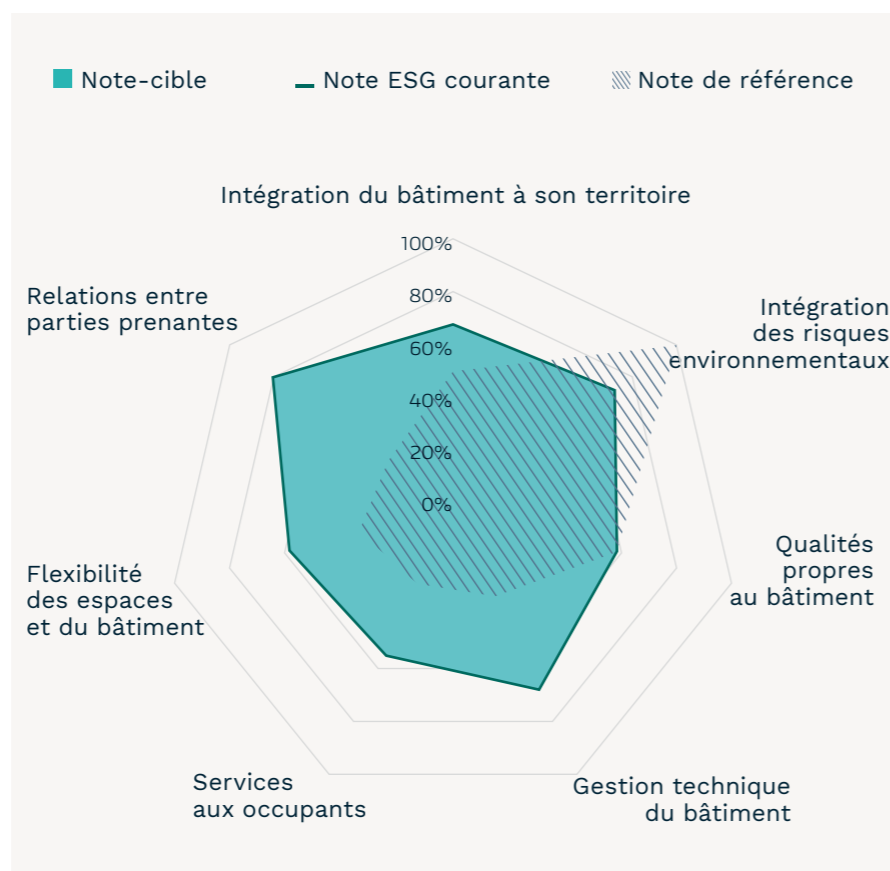 Note-cible
Note ESG courante
Note de référence
Intégration du bâtiment à son territoire
100%
80%
60%
40%
20%
0%
Relations entre
parties prenantes
Intégration
des risques
environnementaux
Qualités
propres
au bâtiment
Flexibilité
des espaces
et du bâtiment
Services
aux occupants
Gestion technique
du bâtiment